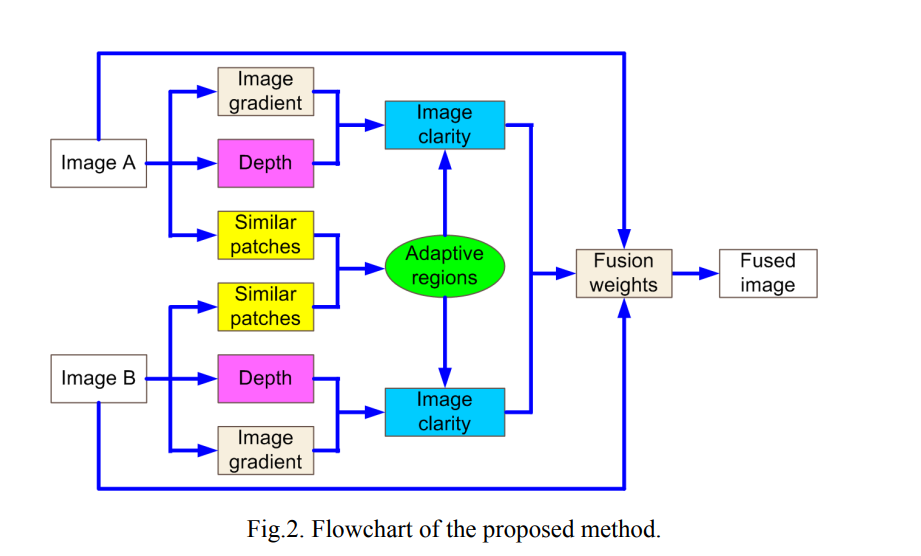 Image
gradient
Image
clarity
Image A
Depth
Similar
patches
Adaptive
regions
Fusion
weights
Fused
image
Similar
patches
Image B
Depth
Image
clarity
Image
gradient
Fig.2. Flowchart of the proposed method.